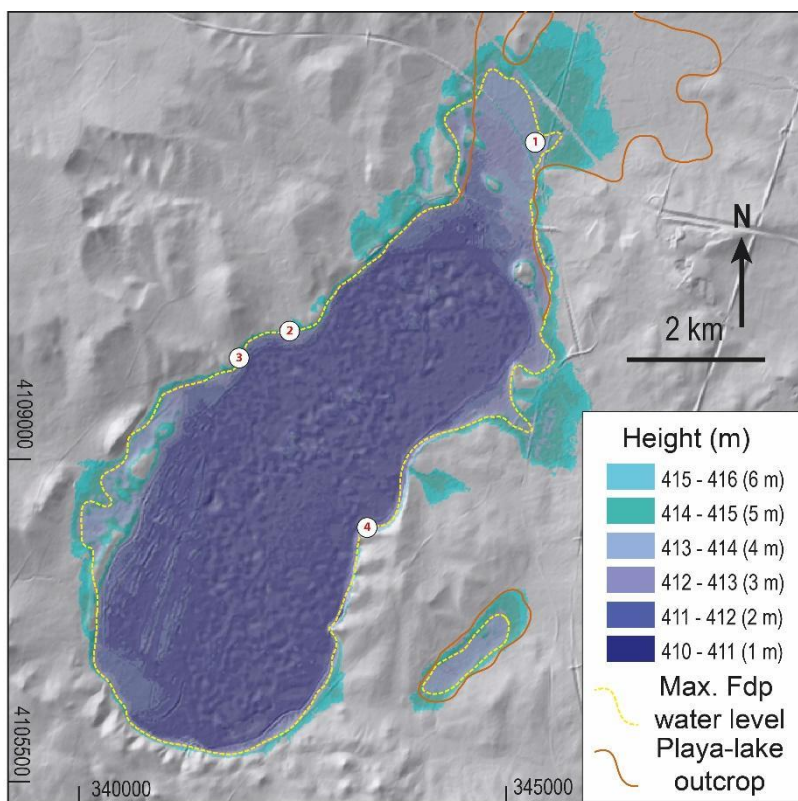 1
N
2 km
2
3
4109000
4
Height (m)
415 - 416 (6 m)
414 - 415 (5 m)
413 - 414 (4 m)
412 - 413 (3 m)
411 - 412 (2 m)
410 - 411 (1 m)
Max. Fdp
water level
Playa-lake
outcrop
4105500
340000
345000